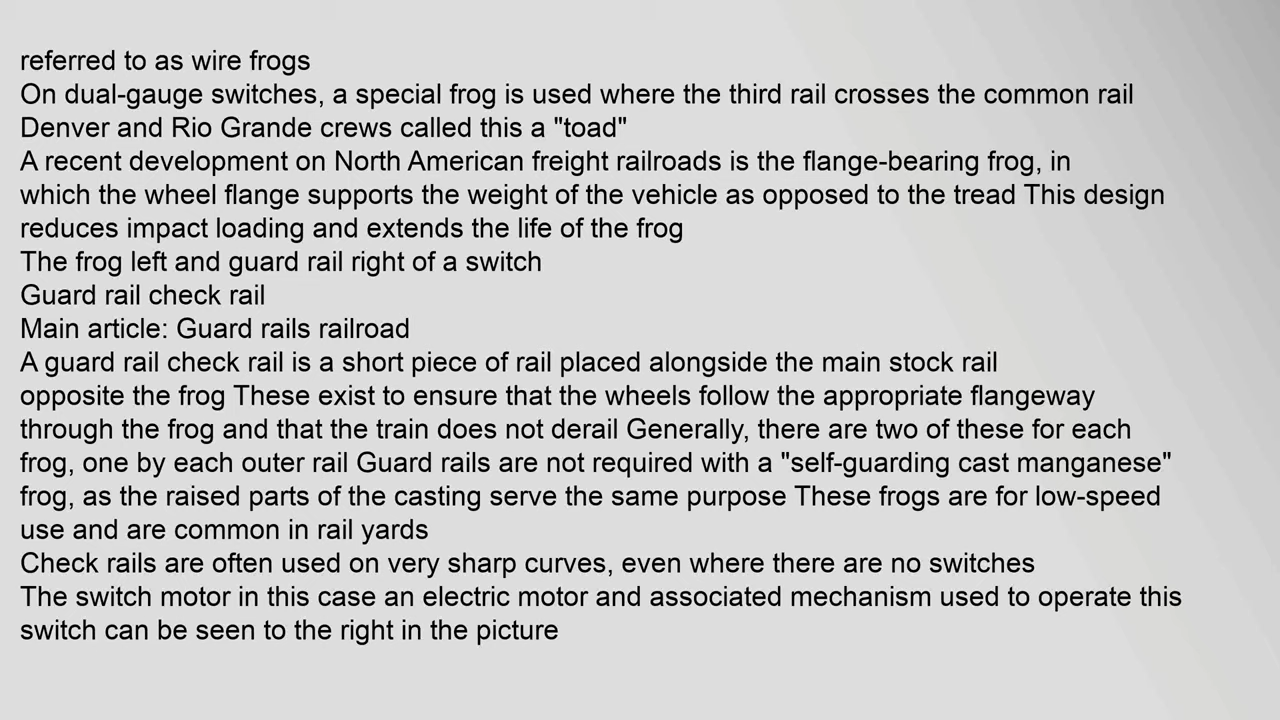 referred to as wire frogs
On dual-gauge switches, a special frog is used where the third rail crosses the common rail
Denver and Rio Grande crews called this a "toad"
A recent development on North American freight railroads is the flange-bearing frog, in
which the wheel flange supports the weight of the vehicle as opposed to the tread This design
reduces impact loading and extends the life of the frog
The frog left and guard rail right of a switch
Guard rail check rail
Main article: Guard rails railroad
A guard rail check rail is a short piece of rail placed alongside the main stock rail
opposite the frog These exist to ensure that the wheels follow the appropriate flangeway
through the frog and that the train does not derail Generally, there are two of these for each
frog, one by each outer rail Guard rails are not required with a "self-guarding cast manganese"
frog, as the raised parts of the casting serve the same purpose These frogs are for low-speed
use and are common in rail yards
Check rails are often used on very sharp curves, even where there are no switches
The switch motor in this case an electric motor and associated mechanism used to operate this
switch can be seen to the right in the picture